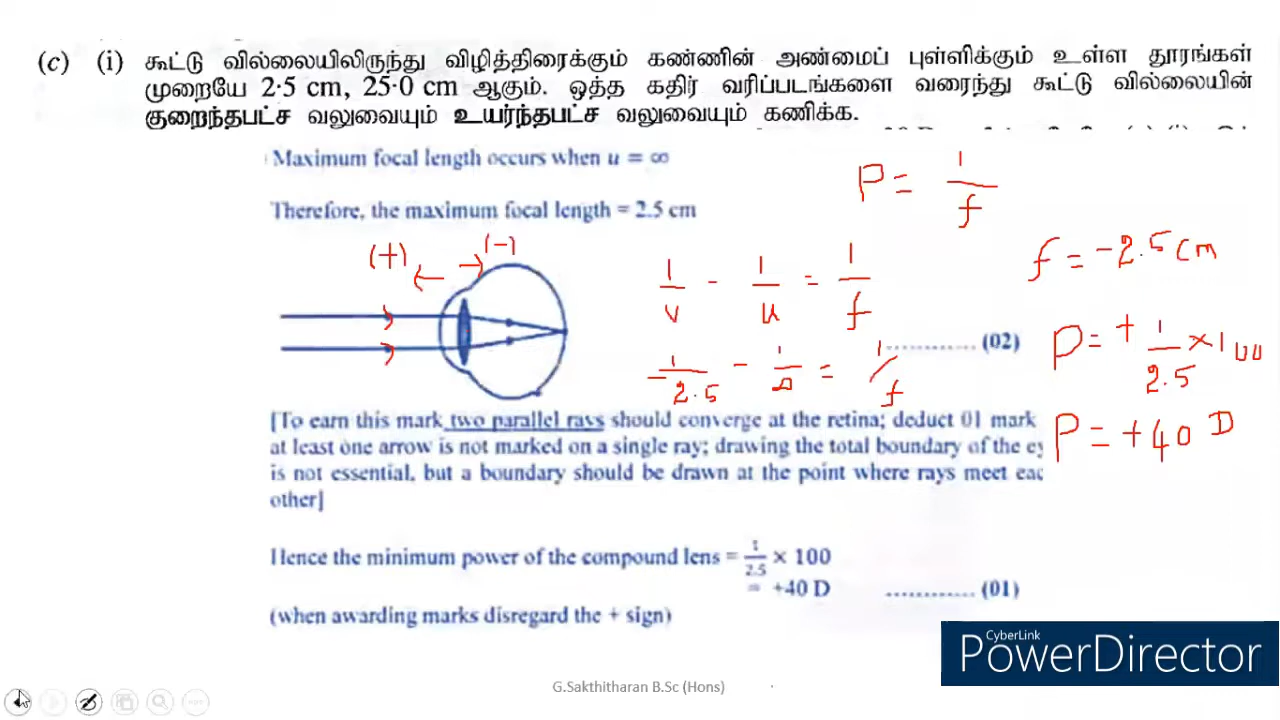 (c) (i) கூட்டு வில்லையிலிருந்து விழித்திரைக்கும் கண்ணின் அண்மைப் புள்ளிக்கும் உள்ள தூரங்கள்
முறையே 2·5 cm, 25·0 cm ஆகும். ஒத்த கதிர் வரிப்படங்களை வரைந்து கூட்டு வில்லையின்
குறைந்தபட்ச வலுவையும் உயர்ந்தபட்ச வலுவையும் கணிக்க.
Maximum focal length occurs when u = ∞
P = 1/f
Therefore, the maximum focal length = 2.5 cm
(+) (-)
f = -2.5 cm
1/v - 1/u = 1/f
............... (02)
P = + 1/2.5 × 100
-1/2.5 - 1/∞ = 1/f
P = +40 D
[To earn this mark two parallel rays should converge at the retina; deduct 01 mark
at least one arrow is not marked on a single ray; drawing the total boundary of the
is not essential, but a boundary should be drawn at the point where rays meet
other]
Hence the minimum power of the compound lens = 1/2.5 × 100
= +40 D ............... (01)
(when awarding marks disregard the + sign)
CyberLink
PowerDirector
G.Sakthitharan B.Sc (Hons)